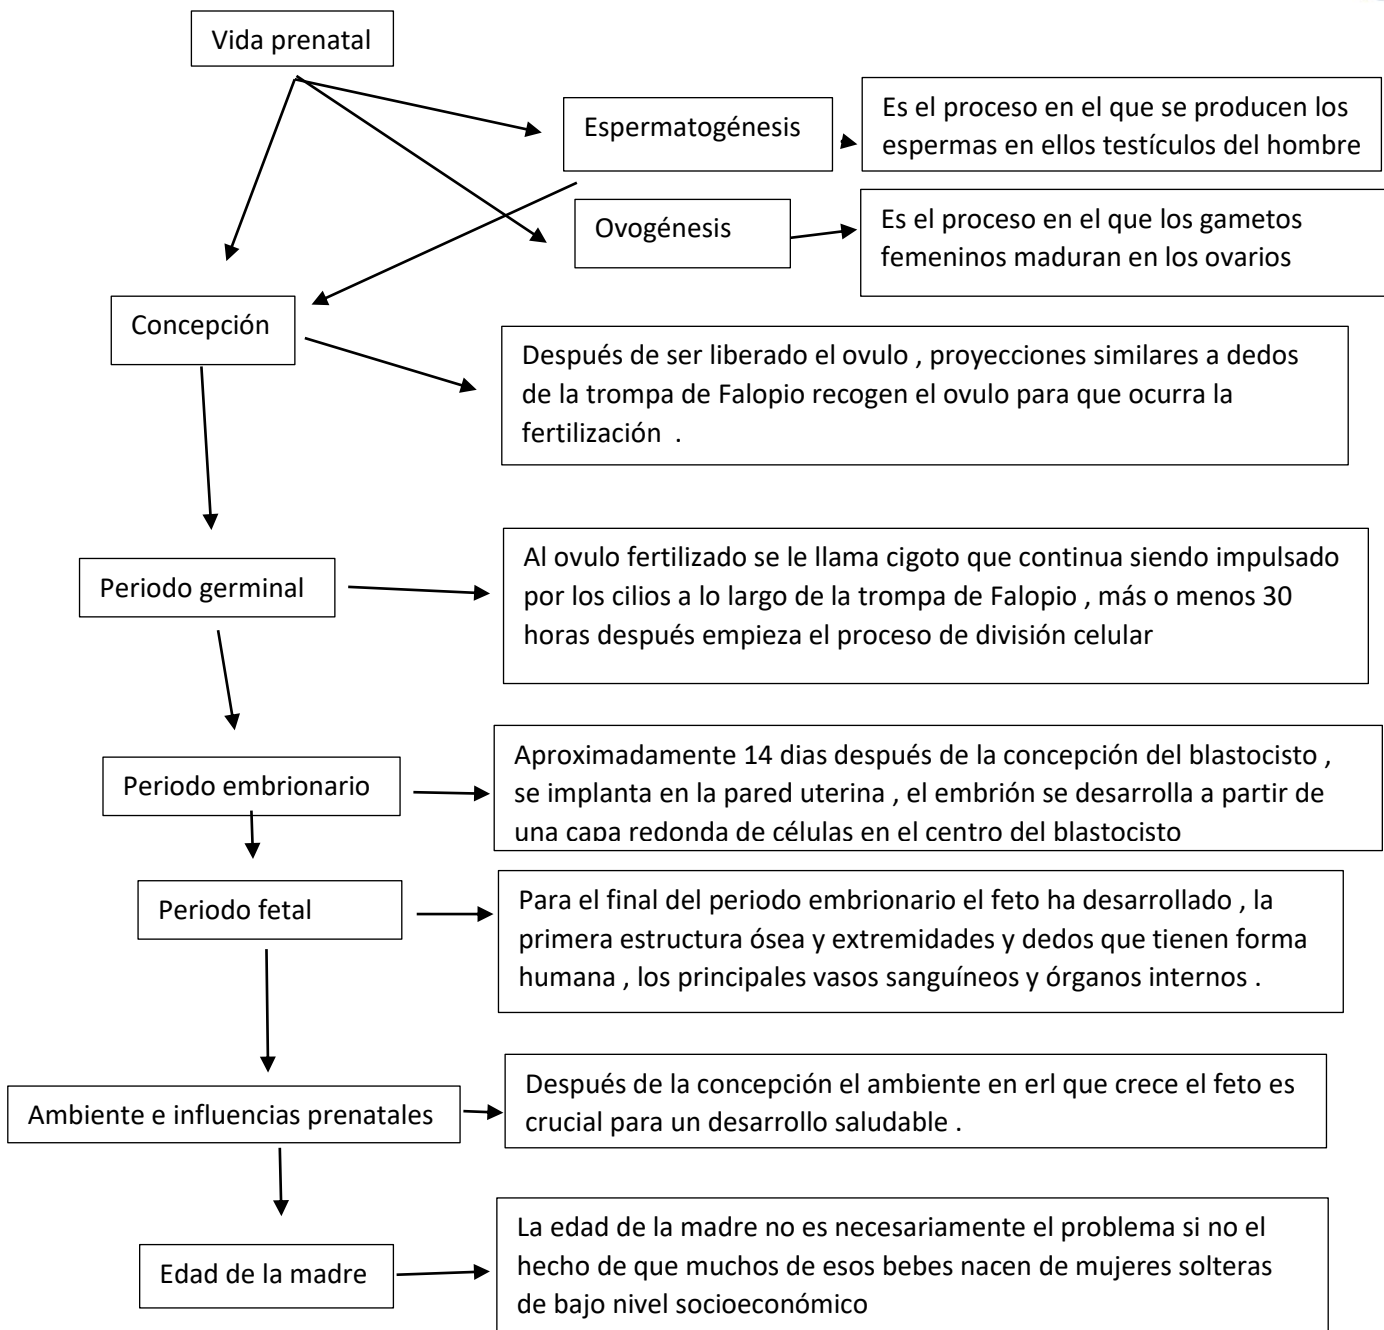 Vida prenatal
Espermatogénesis
Es el proceso en el que se producen los
espermas en ellos testículos del hombre
Ovogénesis
Es el proceso en el que los gametos
femeninos maduran en los ovarios
Concepción
Después de ser liberado el ovulo , proyecciones similares a dedos
de la trompa de Falopio recogen el ovulo para que ocurra la
fertilización .
Periodo germinal
Al ovulo fertilizado se le llama cigoto que continua siendo impulsado
por los cilios a lo largo de la trompa de Falopio , más o menos 30
horas después empieza el proceso de división celular
Periodo embrionario
Aproximadamente 14 dias después de la concepción del blastocisto ,
se implanta en la pared uterina , el embrión se desarrolla a partir de
una capa redonda de células en el centro del blastocisto
Periodo fetal
Para el final del periodo embrionario el feto ha desarrollado , la
primera estructura ósea y extremidades y dedos que tienen forma
humana , los principales vasos sanguíneos y órganos internos .
Ambiente e influencias prenatales
Después de la concepción el ambiente en erl que crece el feto es
crucial para un desarrollo saludable .
Edad de la madre
La edad de la madre no es necesariamente el problema si no el
hecho de que muchos de esos bebes nacen de mujeres solteras
de bajo nivel socioeconómico